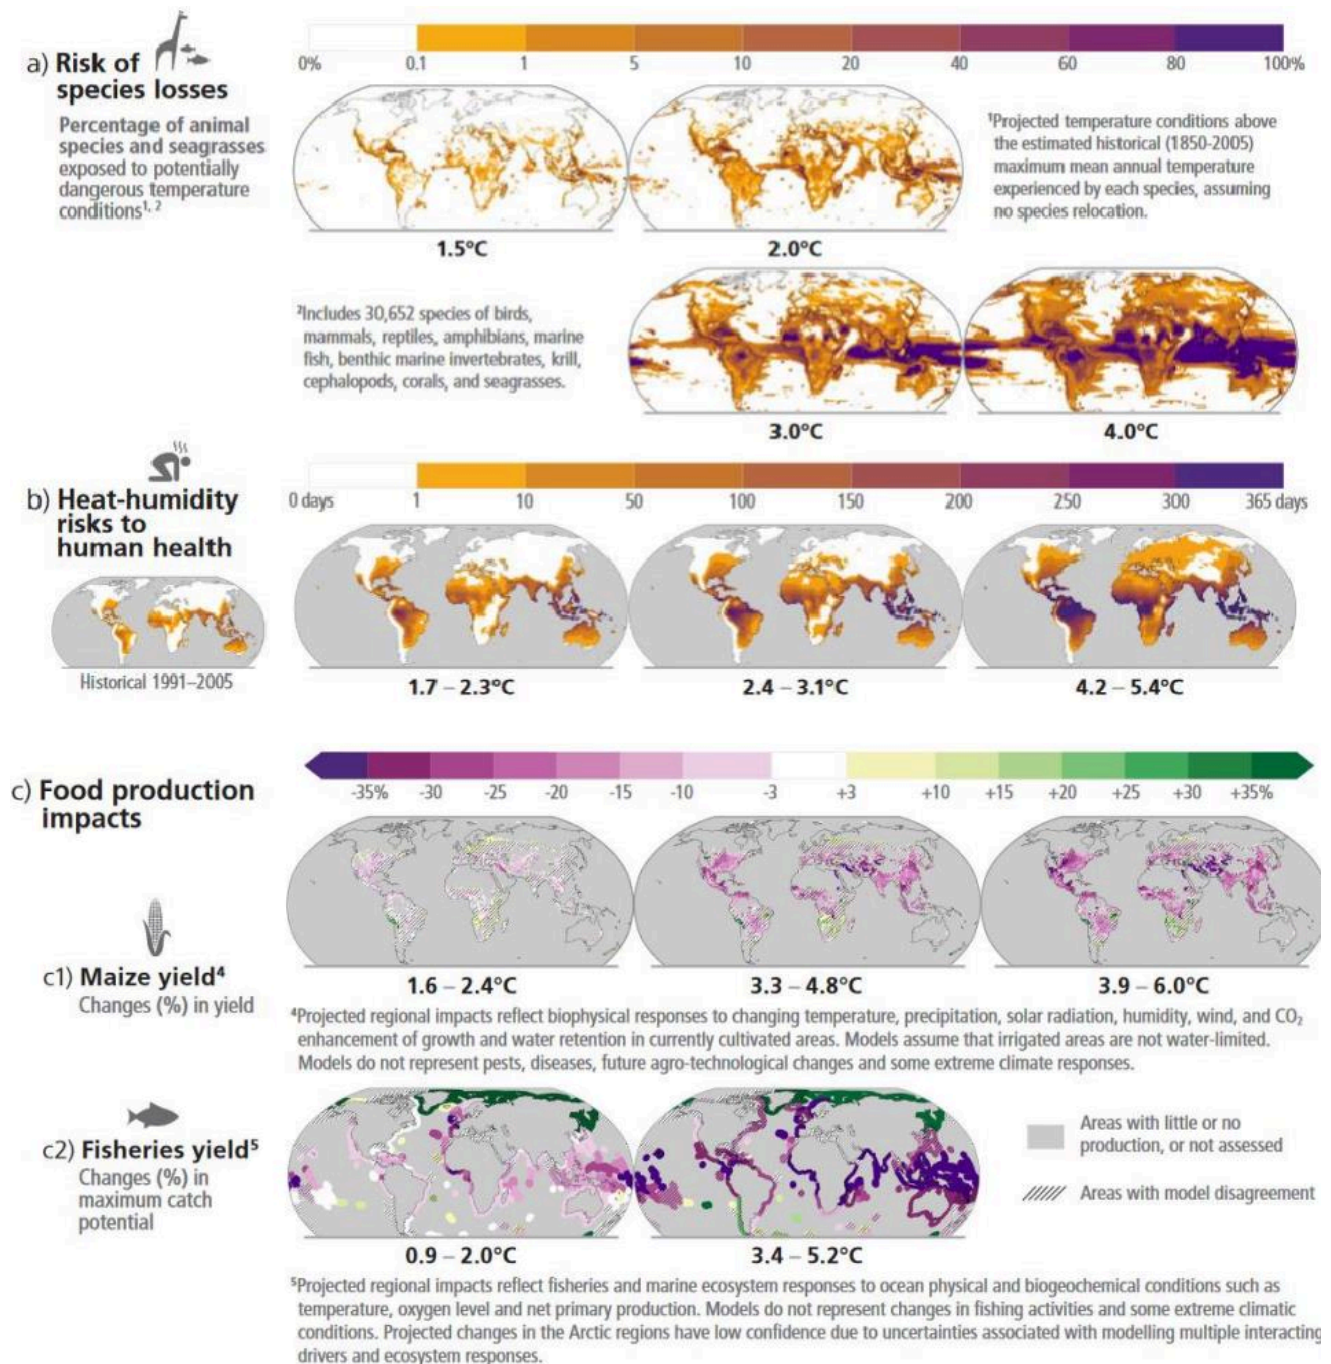 a) Risk of
species losses
Percentage of animal
species and seagrasses
exposed to potentially
dangerous temperature
conditions1, 2
0% 0.1 1 5 10 20 40 60 80 100%
1.5°C 2.0°C
1Projected temperature conditions above
the estimated historical (1850-2005)
maximum mean annual temperature
experienced by each species, assuming
no species relocation.
2Includes 30,652 species of birds,
mammals, reptiles, amphibians, marine
fish, benthic marine invertebrates, krill,
cephalopods, corals, and seagrasses.
3.0°C 4.0°C
b) Heat-humidity
risks to
human health
0 days 1 10 50 100 150 200 250 300 365 days
Historical 1991–2005
1.7 – 2.3°C 2.4 – 3.1°C 4.2 – 5.4°C
c) Food production
impacts
-35% -30 -25 -20 -15 -10 -3 +3 +10 +15 +20 +25 +30 +35%
c1) Maize yield4
Changes (%) in yield
1.6 – 2.4°C 3.3 – 4.8°C 3.9 – 6.0°C
4Projected regional impacts reflect biophysical responses to changing temperature, precipitation, solar radiation, humidity, wind, and CO2
enhancement of growth and water retention in currently cultivated areas. Models assume that irrigated areas are not water-limited.
Models do not represent pests, diseases, future agro-technological changes and some extreme climate responses.
c2) Fisheries yield5
Changes (%) in
maximum catch
potential
0.9 – 2.0°C 3.4 – 5.2°C
Areas with little or no
production, or not assessed
Areas with model disagreement
5Projected regional impacts reflect fisheries and marine ecosystem responses to ocean physical and biogeochemical conditions such as
temperature, oxygen level and net primary production. Models do not represent changes in fishing activities and some extreme climatic
conditions. Projected changes in the Arctic regions have low confidence due to uncertainties associated with modelling multiple interacting
drivers and ecosystem responses.